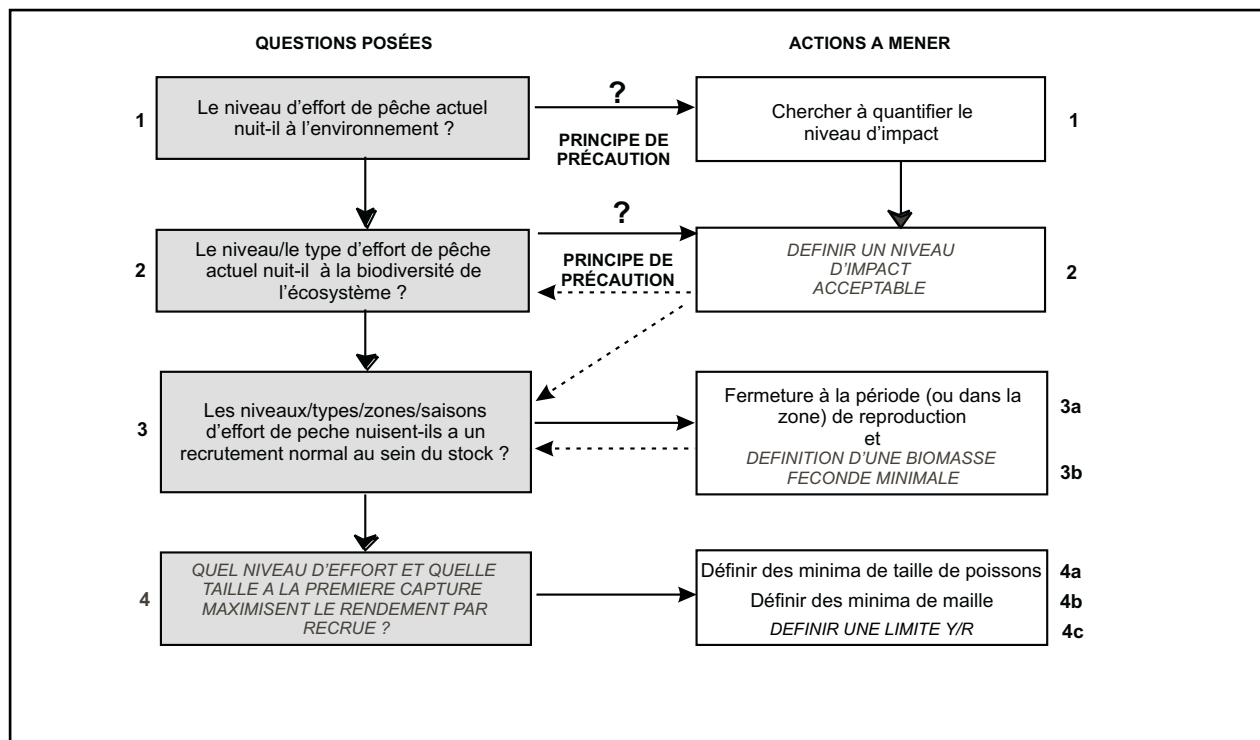 QUESTIONS POSÉES
ACTIONS A MENER
1
Le niveau d’effort de pêche actuel
nuit-il à l’environnement ?
?
PRINCIPE DE
PRÉCAUTION
Chercher à quantifier le
niveau d’impact
1
2
Le niveau/le type d’effort de pêche
actuel nuit-il à la biodiversité de
l’écosystème ?
?
PRINCIPE DE
PRÉCAUTION
DEFINIR UN NIVEAU
D’IMPACT
ACCEPTABLE
2
3
Les niveaux/types/zones/saisons
d’effort de peche nuisent-ils a un
recrutement normal au sein du stock ?
Fermeture à la période (ou dans la
zone) de reproduction
et
DEFINITION D’UNE BIOMASSE
FECONDE MINIMALE
3a
3b
4
QUEL NIVEAU D’EFFORT ET QUELLE
TAILLE A LA PREMIERE CAPTURE
MAXIMISENT LE RENDEMENT PAR
RECRUE ?
Définir des minima de taille de poissons
4a
Définir des minima de maille
4b
DEFINIR UNE LIMITE Y/R
4c